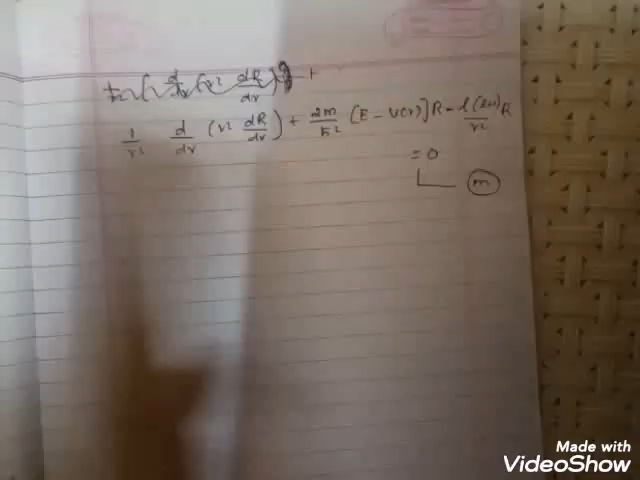 1/r² d/dr (r² dR/dr) + 2m/ħ² [E - V(r)] R - l(l+1)/r² R
= 0
m
Made with
VideoShow